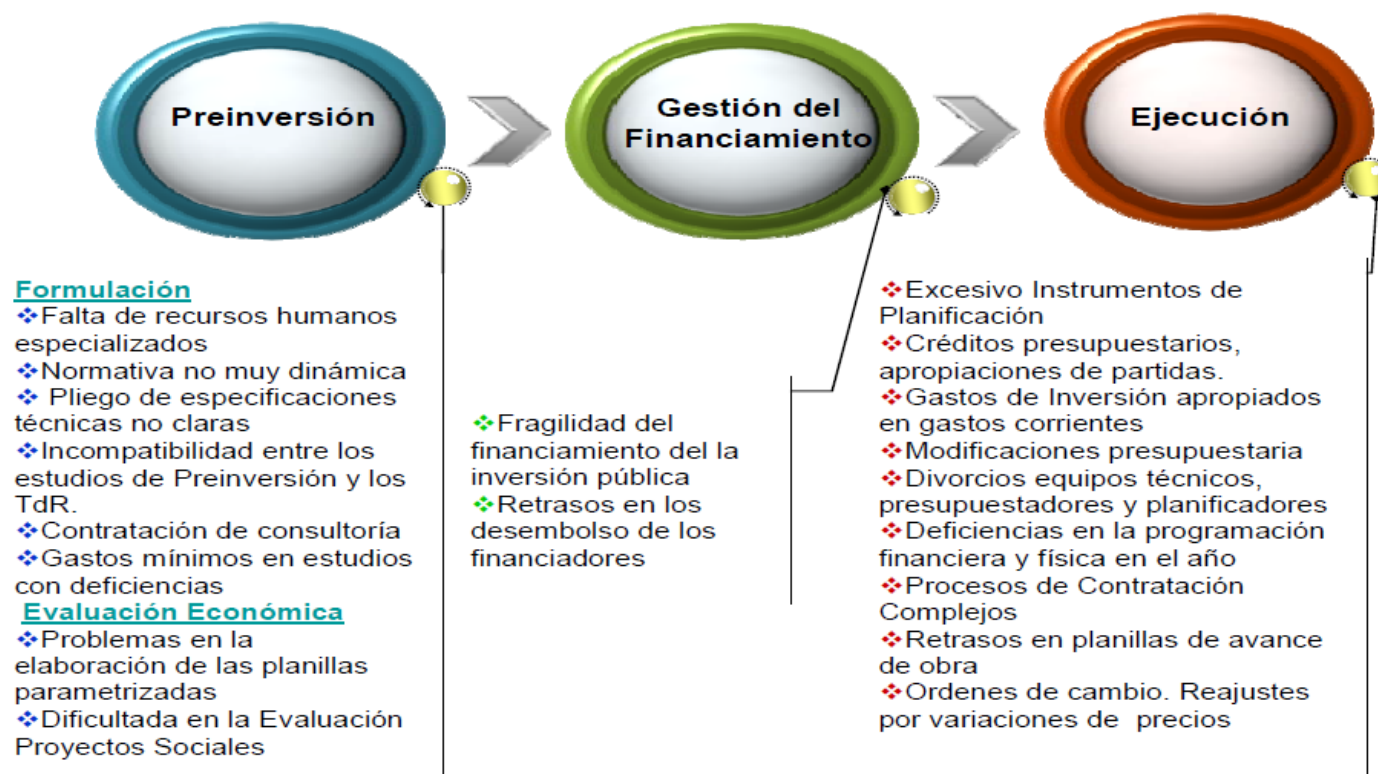 Preinversión
Gestión del
Financiamiento
Ejecución
Formulación
❖Falta de recursos humanos
especializados
❖Normativa no muy dinámica
❖ Pliego de especificaciones
técnicas no claras
❖Incompatibilidad entre los
estudios de Preinversión y los
TdR.
❖Contratación de consultoría
❖Gastos mínimos en estudios
con deficiencias
Evaluación Económica
❖Problemas en la
elaboración de las planillas
parametrizadas
❖Dificultada en la Evaluación
Proyectos Sociales
❖Fragilidad del
financiamiento del la
inversión pública
❖Retrasos en los
desembolso de los
financiadores
❖Excesivo Instrumentos de
Planificación
❖Créditos presupuestarios,
apropiaciones de partidas.
❖Gastos de Inversión apropiados
en gastos corrientes
❖Modificaciones presupuestaria
❖Divorcios equipos técnicos,
presupuestadores y planificadores
❖Deficiencias en la programación
financiera y física en el año
❖Procesos de Contratación
Complejos
❖Retrasos en planillas de avance
de obra
❖Ordenes de cambio. Reajustes
por variaciones de  precios